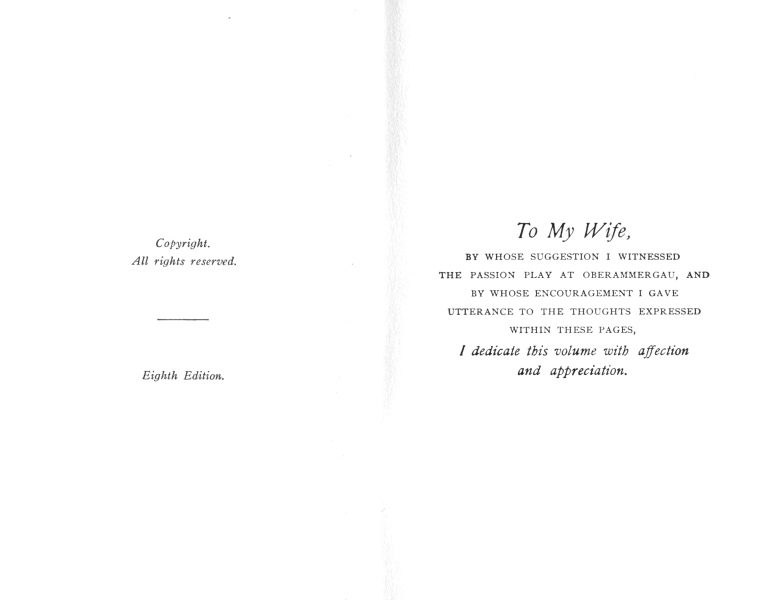 Copyright.
All rights reserved.
Eighth Edition.
To My Wife,
BY WHOSE SUGGESTION I WITNESSED
THE PASSION PLAY AT OBERAMMERGAU, AND
BY WHOSE ENCOURAGEMENT I GAVE
UTTERANCE TO THE THOUGHTS EXPRESSED
WITHIN THESE PAGES,
I dedicate this volume with affection
and appreciation.